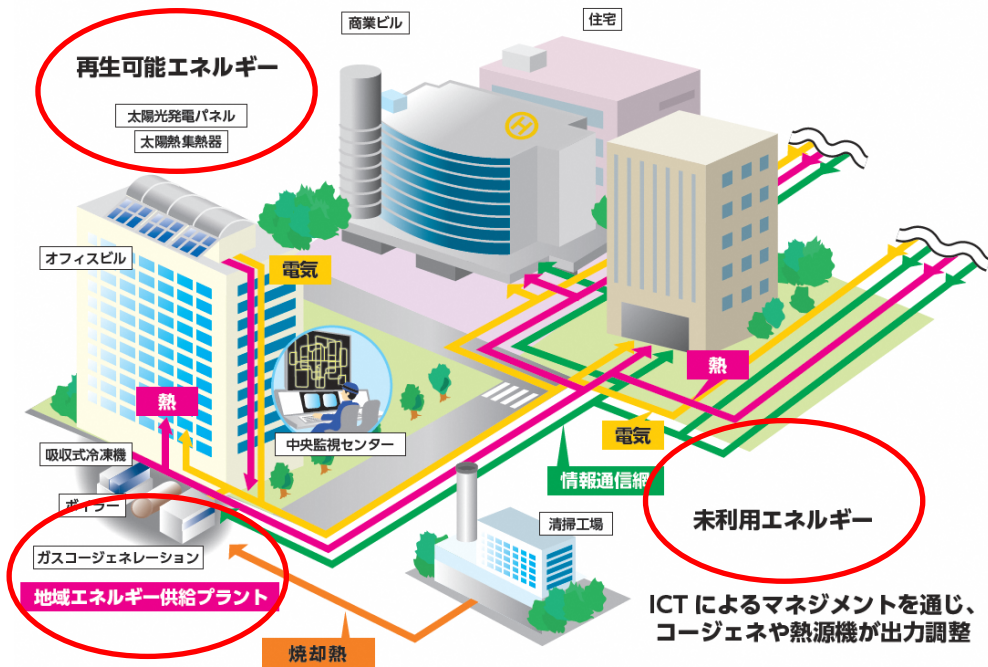 商業ビル
住宅
再生可能エネルギー
太陽光発電パネル
太陽熱集熱器
オフィスビル
電気
熱
熱
中央監視センター
電気
吸収式冷凍機
情報通信網
ボイラー
清掃工場
未利用エネルギー
ガスコージェネレーション
地域エネルギー供給プラント
ICTによるマネジメントを通じ、
コージェネや熱源機が出力調整
焼却熱
H